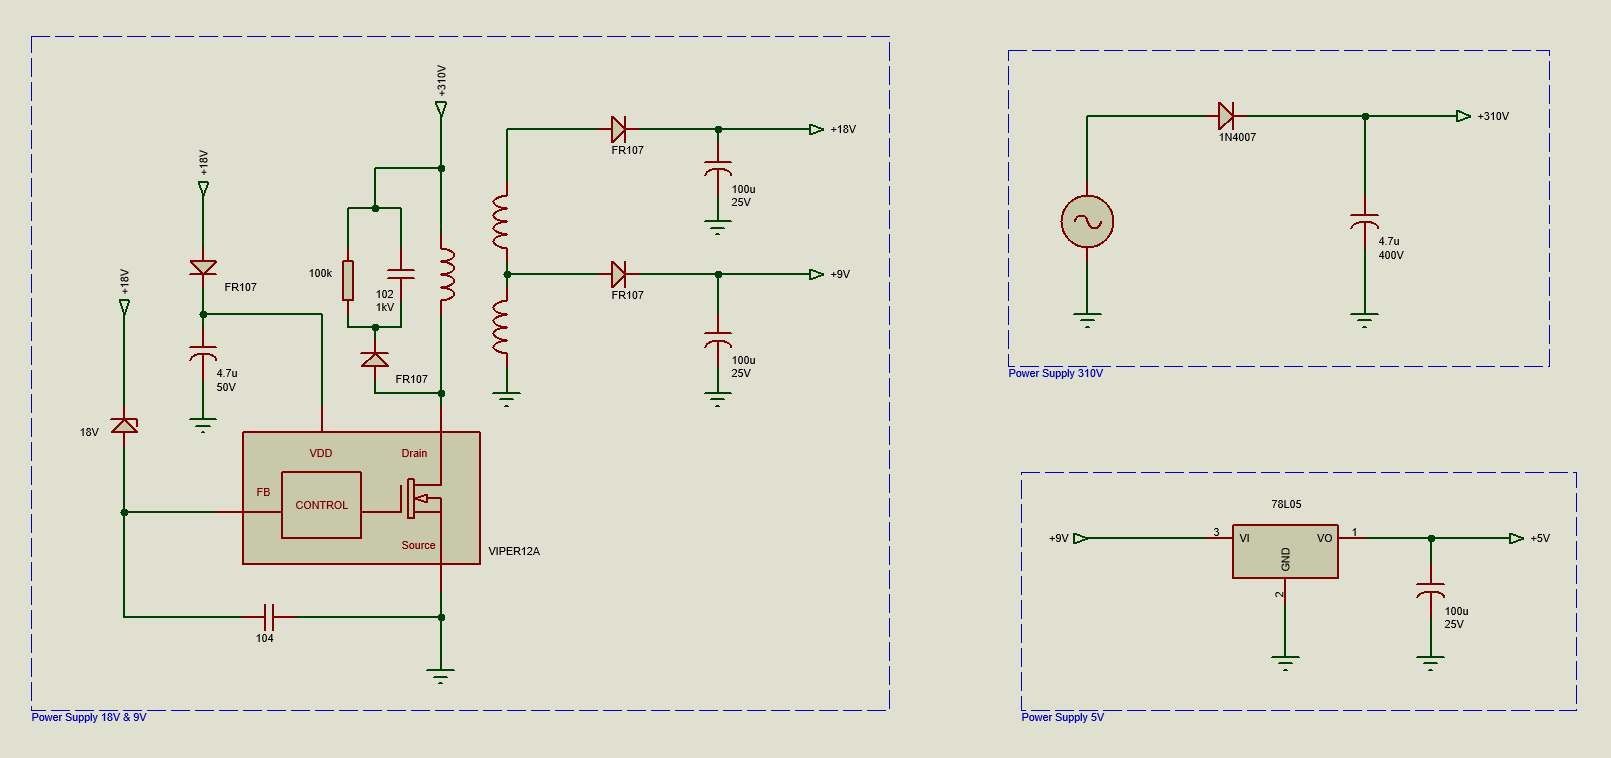 +310V
+18V
+18V
FR107
18V
4.7u
50V
100k
102
1kV
FR107
FR107
+18V
100u
25V
FR107
+9V
100u
25V
VDD
Drain
FB
CONTROL
Source
VIPER12A
104
Power Supply 18V & 9V
1N4007
+310V
4.7u
400V
Power Supply 310V
78L05
+9V
3
VI
VO
1
GND
2
+5V
100u
25V
Power Supply 5V